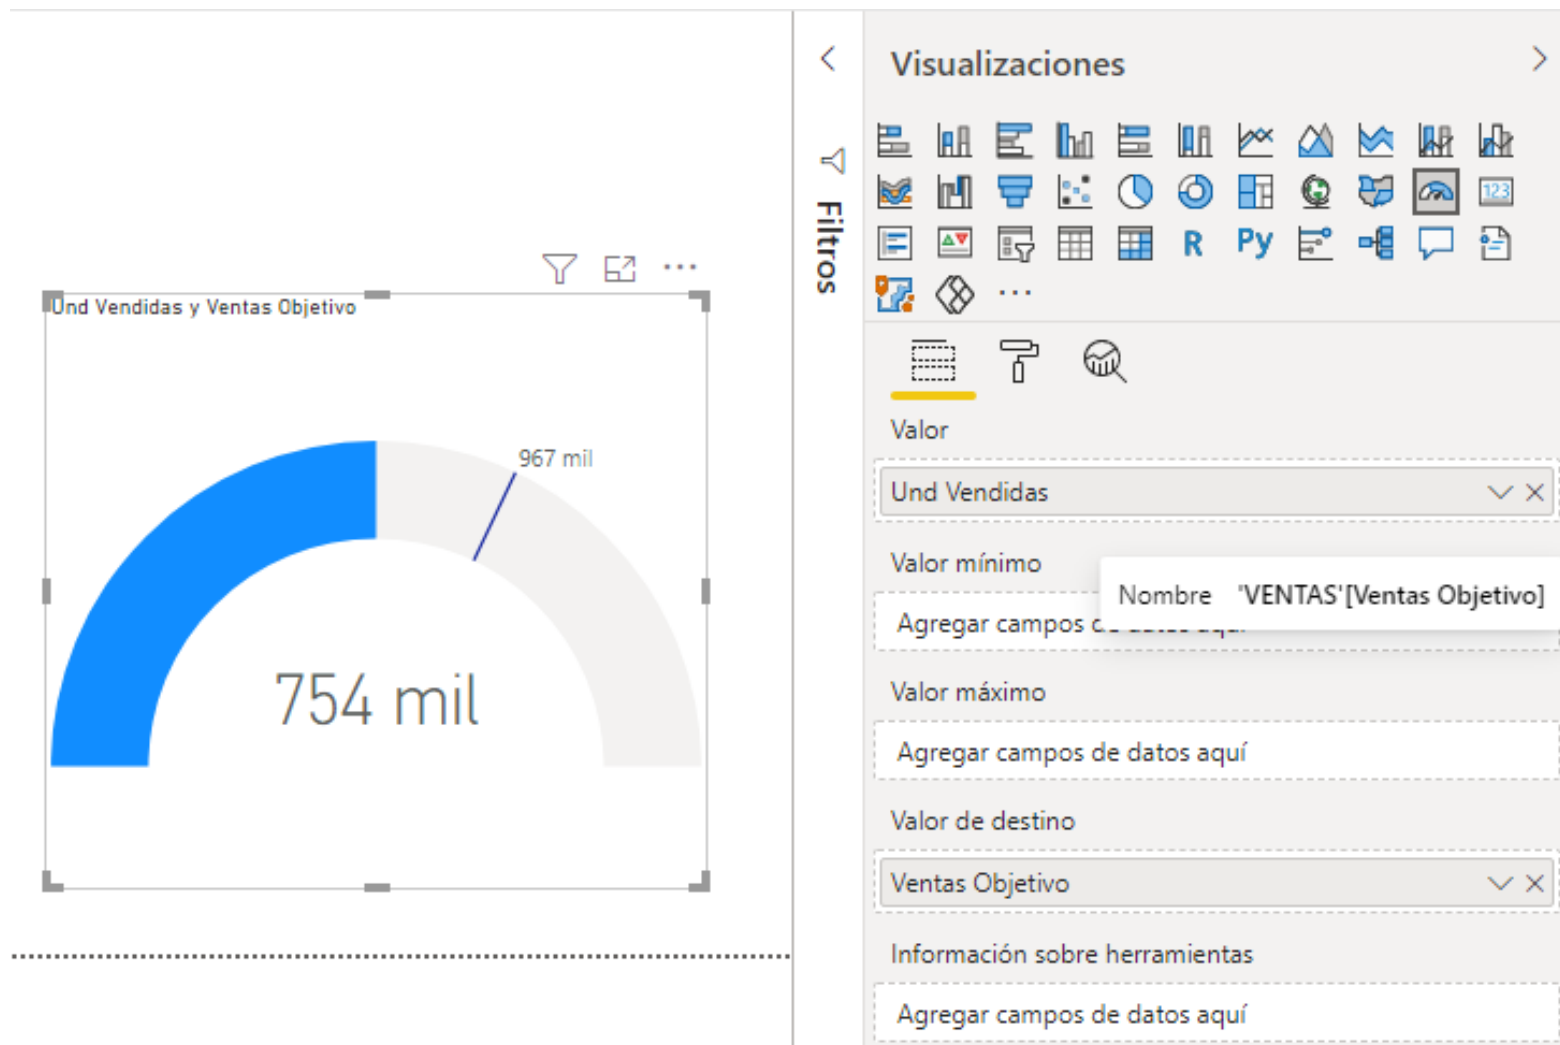 Und Vendidas y Ventas Objetivo
967 mil
754 mil
Filtros
Visualizaciones
123
R
Py
Valor
Und Vendidas
Valor mínimo
Nombre 'VENTAS'[Ventas Objetivo]
Agregar campos
Valor máximo
Agregar campos de datos aquí
Valor de destino
Ventas Objetivo
Información sobre herramientas
Agregar campos de datos aquí